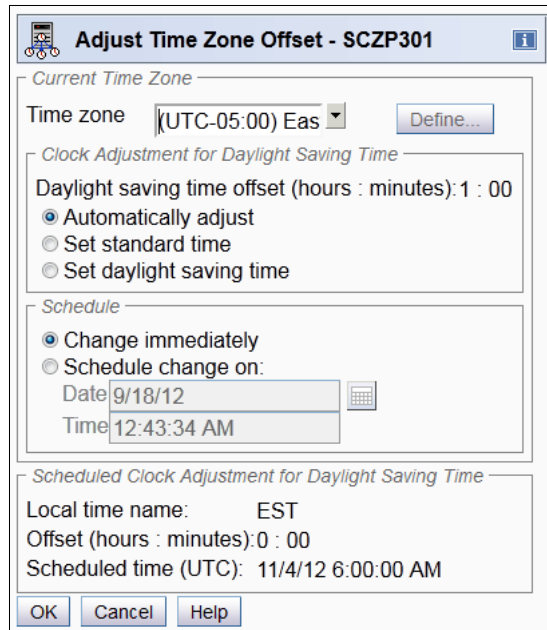 Adjust Time Zone Offset - SCZP301 i
Current Time Zone
Time zone (UTC-05:00) Eas Define...
Clock Adjustment for Daylight Saving Time
Daylight saving time offset (hours : minutes): 1 : 00
Automatically adjust
Set standard time
Set daylight saving time
Schedule
Change immediately
Schedule change on:
Date 9/18/12
Time 12:43:34 AM
Scheduled Clock Adjustment for Daylight Saving Time
Local time name: EST
Offset (hours : minutes): 0 : 00
Scheduled time (UTC): 11/4/12 6:00:00 AM
OK Cancel Help